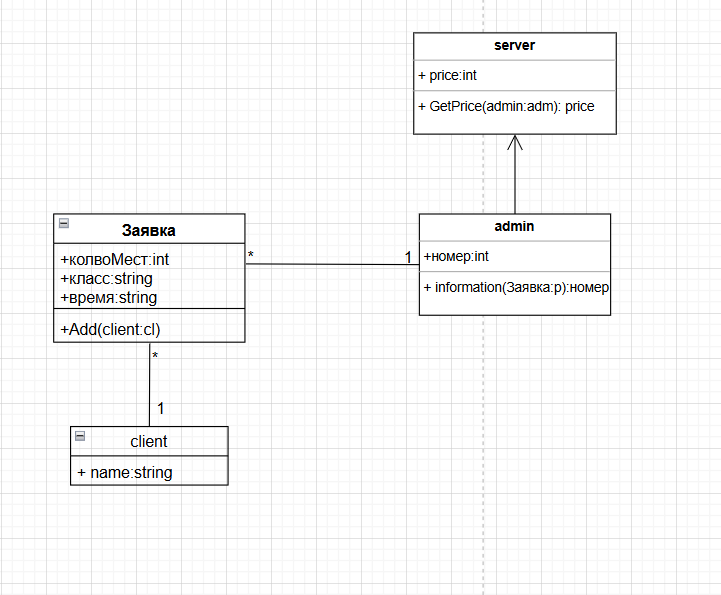 server
+ price:int
+ GetPrice(admin:adm): price
Заявка
+колвоМест:int
+класс:string
+время:string
+Add(client:cl)
*
1
admin
+номер:int
+ information(Заявка:р):номер
*
1
client
+ name:string